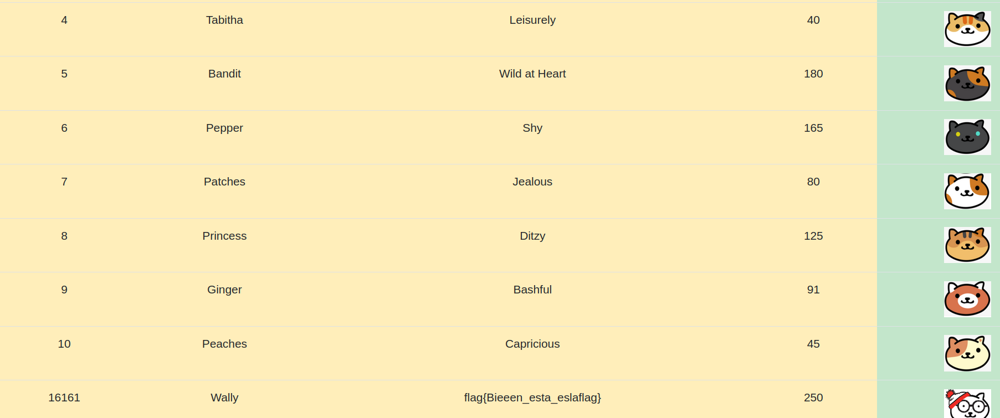 4 Tabitha Leisurely 40
5 Bandit Wild at Heart 180
6 Pepper Shy 165
7 Patches Jealous 80
8 Princess Ditzy 125
9 Ginger Bashful 91
10 Peaches Capricious 45
16161 Wally flag{Bieeen_esta_eslaflag} 250